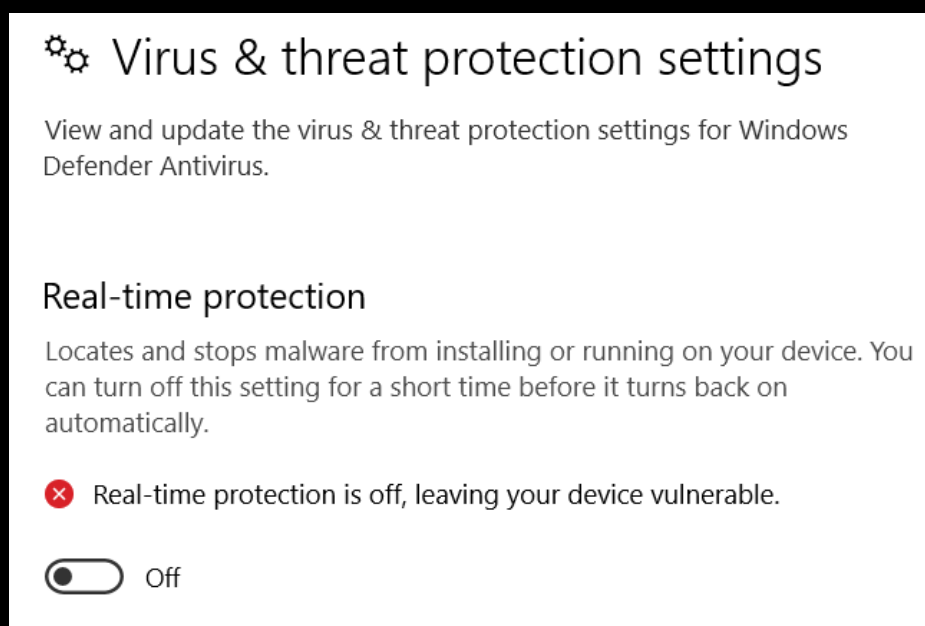 Virus & threat protection settings
View and update the virus & threat protection settings for Windows
Defender Antivirus.
Real-time protection
Locates and stops malware from installing or running on your device. You
can turn off this setting for a short time before it turns back on
automatically.
Real-time protection is off, leaving your device vulnerable.
Off